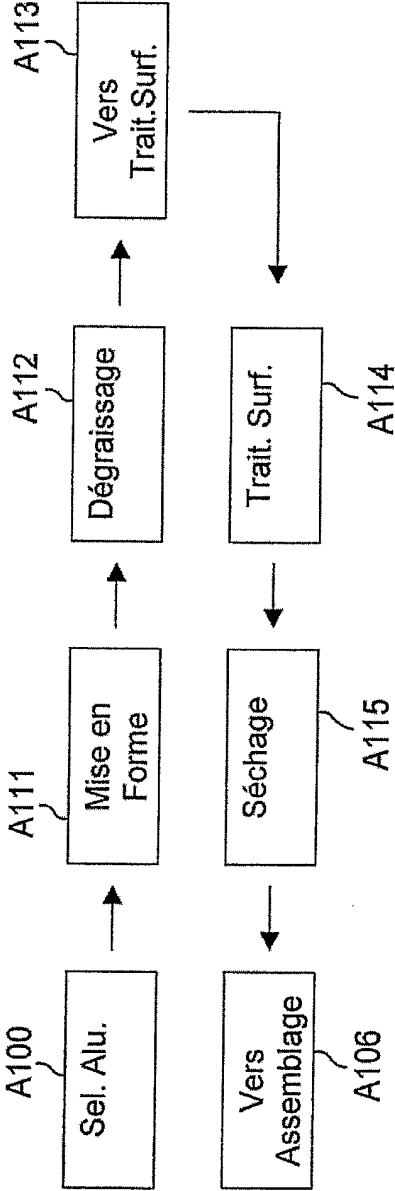 A100
Sel. Alu.
A111
Mise en
Forme
A112
Dégraissage
A113
Vers
Trait.Surf.
Trait. Surf.
A114
Séchage
A115
Vers
Assemblage
A106